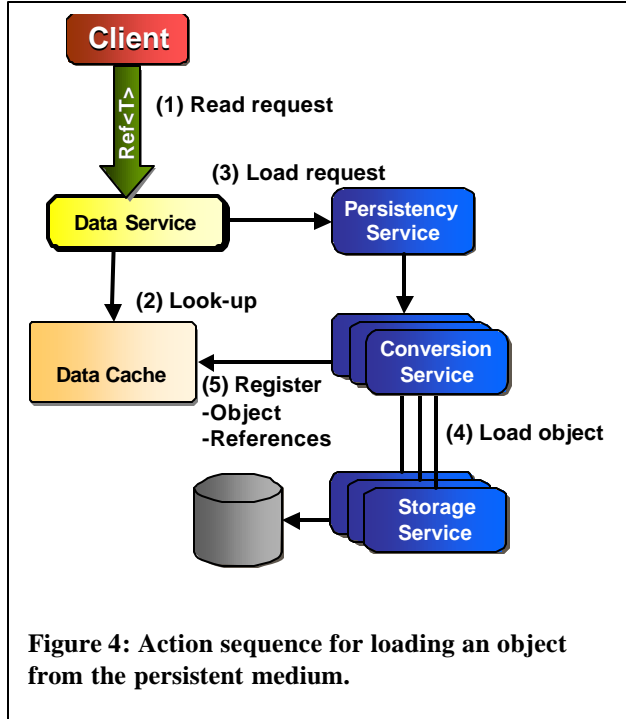 Client
Ref<T>
(1) Read request
(3) Load request
Data Service
Persistency
Service
(2) Look-up
Data Cache
Conversion
Service
(5) Register
-Object
-References
(4) Load object
Storage
Service
Figure 4: Action sequence for loading an object
from the persistent medium.